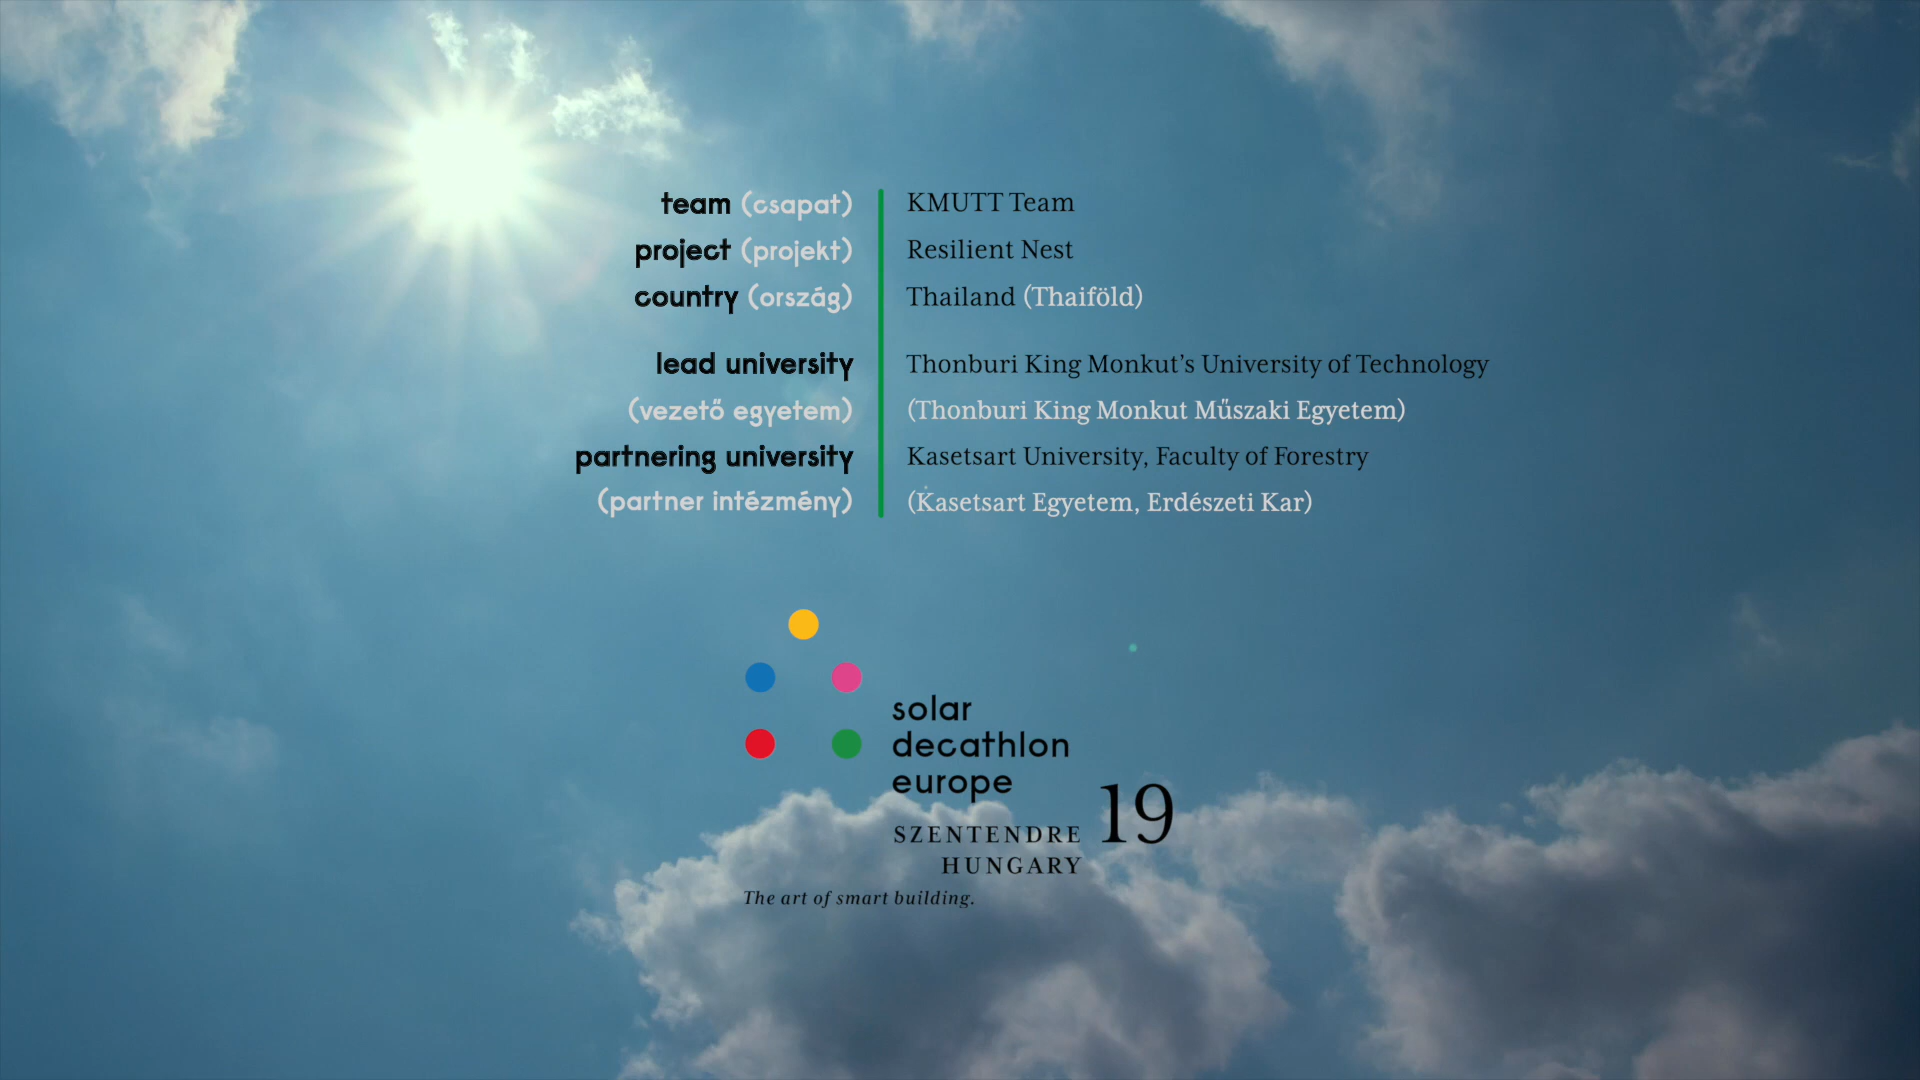 team (csapat) KMUTT Team
project (projekt) Resilient Nest
country (ország) Thailand (Thaiföld)
lead university Thonburi King Monkut's University of Technology
(vezető egyetem) (Thonburi King Monkut Műszaki Egyetem)
partnering university Kasetsart University, Faculty of Forestry
(partner intézmény) (Kasetsart Egyetem, Erdészeti Kar)
solar
decathlon
europe
SZENTENDRE 19
HUNGARY
The art of smart building.